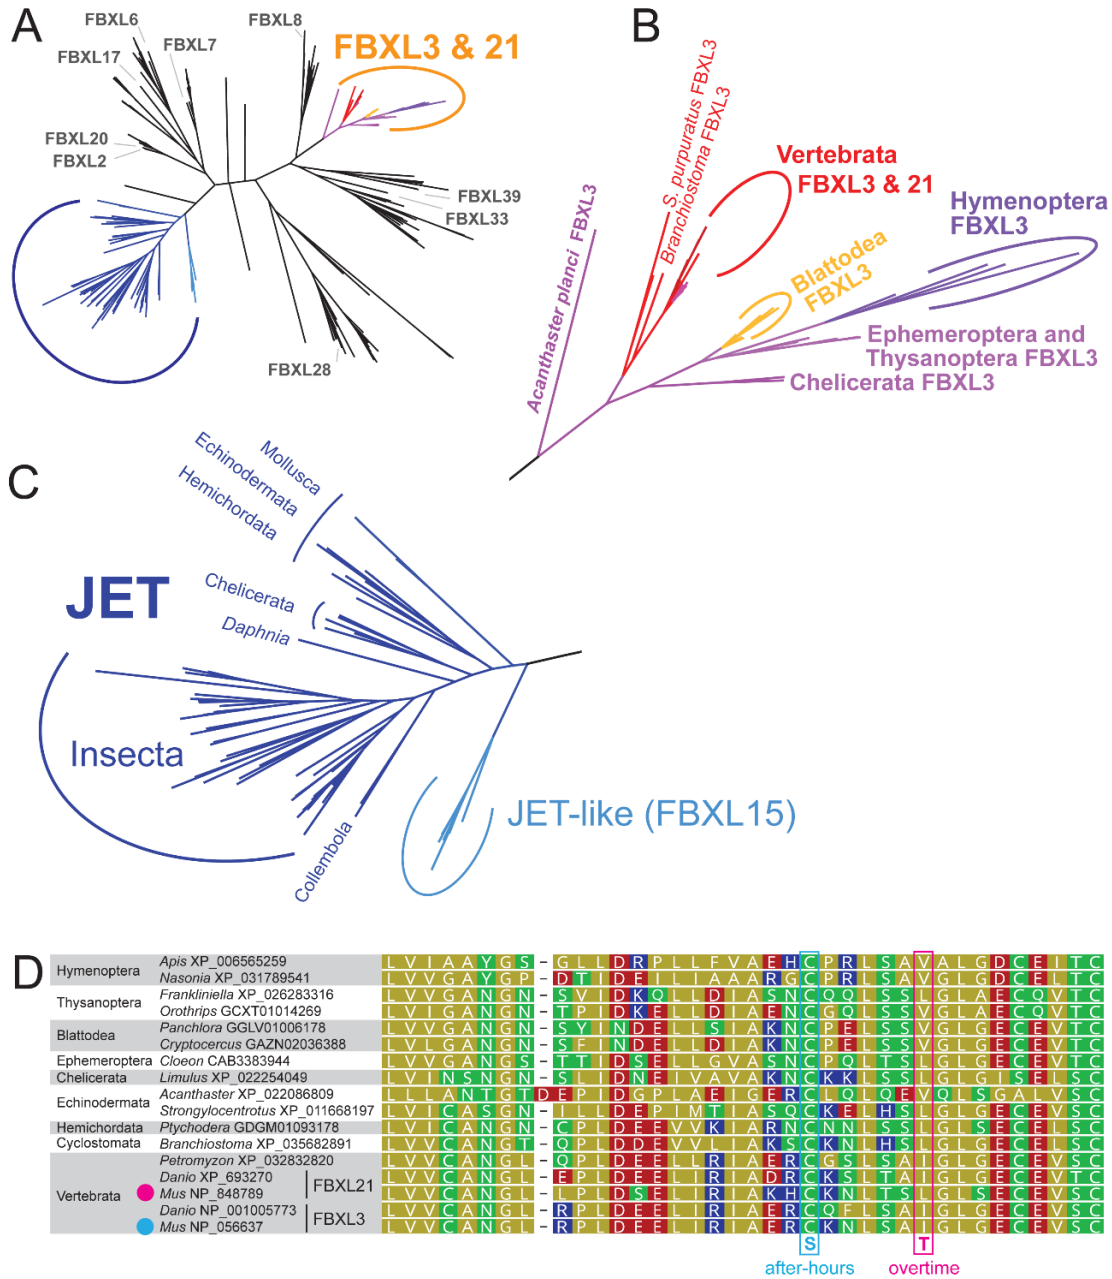 A
FBXL6
FBXL7
FBXL8
FBXL17
FBXL3 & 21
FBXL20
FBXL2
FBXL39
FBXL33
FBXL28
B
S. purpuratus FBXL3
Branchiostoma FBXL3
Acanthaster planci FBXL3
Vertebrata
FBXL3 & 21
Hymenoptera
FBXL3
Blattodea
FBXL3
Ephemeroptera and
Thysanoptera FBXL3
Chelicerata FBXL3
C
Mollusca
Echinodermata
Hemichordata
JET
Chelicerata
Daphnia
Insecta
Collembola
JET-like (FBXL15)
D
Hymenoptera
Apis XP_006565259 L V I A A Y G S - G L L D R P L L F V A E H C P R L S A V A L G D C E I T C
Nasonia XP_031789541 L V V G A Y G P -
Thysanoptera
Frankliniella XP_026283316 L V V G A N G N - S V I D K Q L L D I A S N C Q Q L S S L G L A E C Q V T C
Orothrips GCXT01014269 L V I G A N G N - T P I D K E L L D I A E N C G Q L S S V G L G E C Q V T C
Blattodea
Panchlora GGLV01006178 L V V G A N G N - S Y I N D E L L S I A K N C P E L S S V G L G E C E V T C
Cryptocercus GAZN02036388 L V L G A N G N - S F I N D E L L D I A K N C P E L S S V G L G E C E V T C
Ephemeroptera
Cloeon CAB3383944 L V V G A N G S - T T I D S E L L G V A S N C P Q L T S L G L G E C E V T C
Chelicerata
Limulus XP_022254049 L V I N S N G N - S L I D N E I V A V A K N C K K L S S L G L G I S E L S C
Echinodermata
Acanthaster XP_022086809 L L L A N T G T D E P I D G P L A E I G E R C L Q L Q E L Q L S G A L V S C
Strongylocentrotus XP_011668197 L V I C A S G N - I L L D E P I M T I A S Q C K E L H S L G L G E C E V S C
Hemichordata
Ptychodera GDGM01093178 L V V C A N G N - C P L D E E V V K I A R N C N N L S S L G L S E C E V S C
Cyclostomata
Branchiostoma XP_035682891 L V V C A N G T - Q P L D D E V V L I A K S C K N L H S L G L G E C E L S C
Vertebrata
Petromyzon XP_032832820 L V V C A N G L - Q P L D E E L L R I A E R C G S L S A I G L G E C E V S C
Danio XP_693270 L V V C A N G L - E P L D E E L I R I A D R C K S L T A L G L G E C E V S C
Mus NP_848789 L V V C A N G L - L P L D S E L I R I A K H C K N L T S L G L S E C E V S C
FBXL21
Danio NP_001005773 L V V C A N G L - R P L D E E L I R I A E R C Q F L S A I G L G E C E V S C
Mus NP_056637 L V V C A N G L - R P L D E E L I R I A E R C K N L S A I G L G E C E V S C
FBXL3
S
T
after-hours
overtime